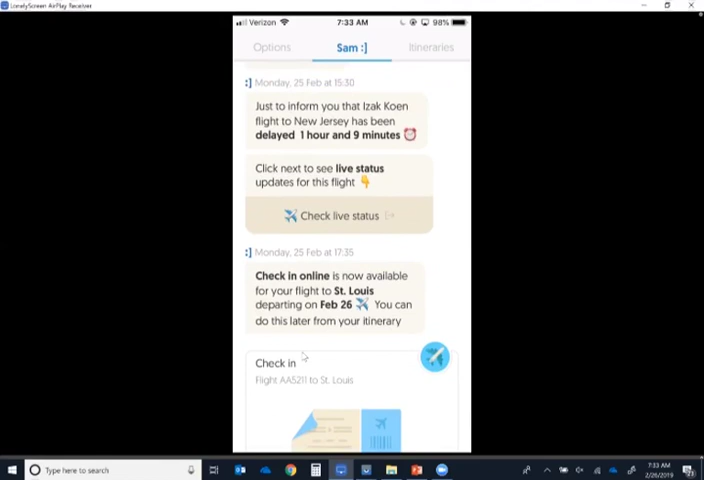 LonelyScreen AirPlay Receiver
Verizon 7:33 AM 98%
Options Sam :] Itineraries
:] Monday, 25 Feb at 15:30
Just to inform you that Izak Koen
flight to New Jersey has been
delayed 1 hour and 9 minutes
Click next to see live status
updates for this flight
Check live status
:] Monday, 25 Feb at 17:35
Check in online is now available
for your flight to St. Louis
departing on Feb 26 You can
do this later from your itinerary
Check in
Flight AA5211 to St. Louis
Type here to search
7:33 AM
2/26/2019